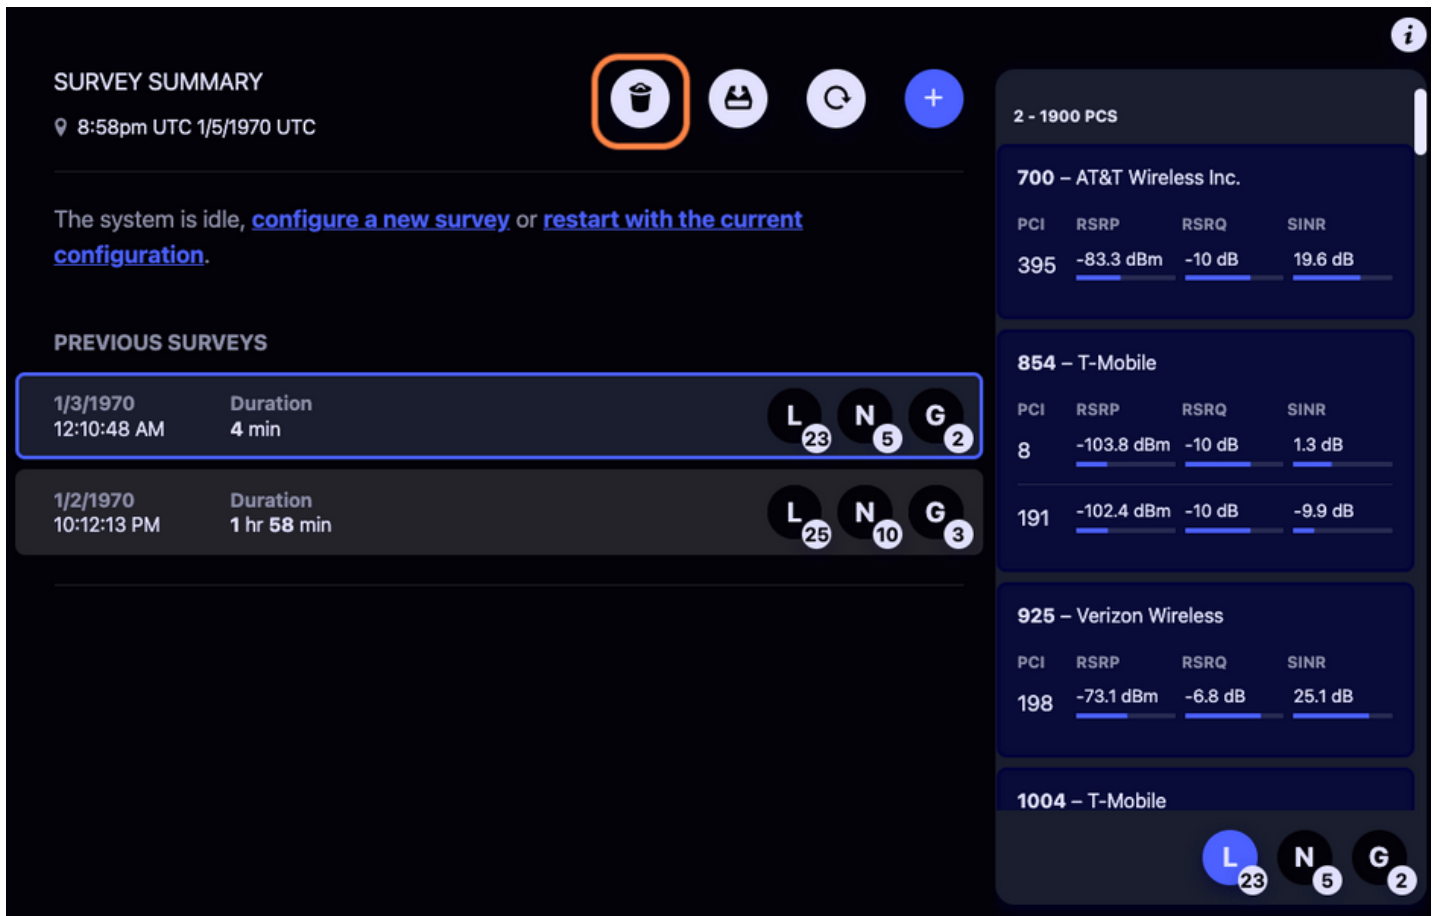 i
SURVEY SUMMARY
8:58pm UTC 1/5/1970 UTC
+
The system is idle, configure a new survey or restart with the current
configuration.
PREVIOUS SURVEYS
1/3/1970 Duration
12:10:48 AM 4 min
L 23 N 5 G 2
1/2/1970 Duration
10:12:13 PM 1 hr 58 min
L 25 N 10 G 3
2 - 1900 PCS
700 – AT&T Wireless Inc.
PCI RSRP RSRQ SINR
395 -83.3 dBm -10 dB 19.6 dB
854 – T-Mobile
PCI RSRP RSRQ SINR
8 -103.8 dBm -10 dB 1.3 dB
191 -102.4 dBm -10 dB -9.9 dB
925 – Verizon Wireless
PCI RSRP RSRQ SINR
198 -73.1 dBm -6.8 dB 25.1 dB
1004 – T-Mobile
L 23 N 5 G 2